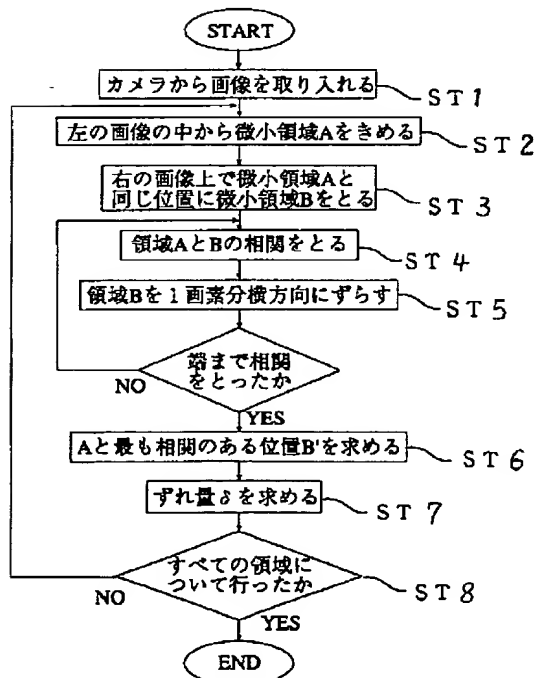 START
カメラから画像を取り入れる
ST1
左の画像の中から微小領域Aをきめる
ST2
右の画像上で微小領域Aと
同じ位置に微小領域Bをとる
ST3
領域AとBの相関をとる
ST4
領域Bを1画素分横方向にずらす
ST5
端まで相関
をとったか
NO
YES
Aと最も相関のある位置B'を求める
ST6
ずれ量δを求める
ST7
すべての領域に
ついて行ったか
ST8
NO
YES
END